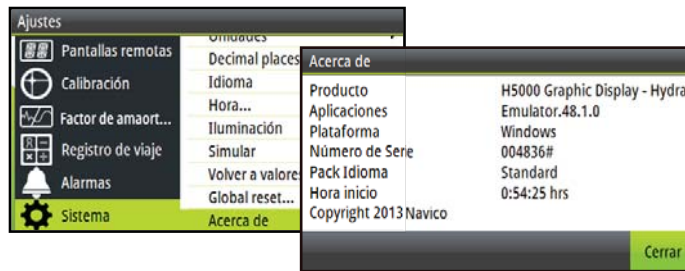 Ajustes
Pantallas remotas
Calibración
Factor de amaort...
Registro de viaje
Alarmas
Sistema
Unidades
Decimal places
Idioma
Hora...
Iluminación
Simular
Volver a valores
Global reset...
Acerca de
Acerca de
Producto H5000 Graphic Display - Hydra
Aplicaciones Emulator.48.1.0
Plataforma Windows
Número de Serie 004836#
Pack Idioma Standard
Hora inicio 0:54:25 hrs
Copyright 2013 Navico
Cerrar